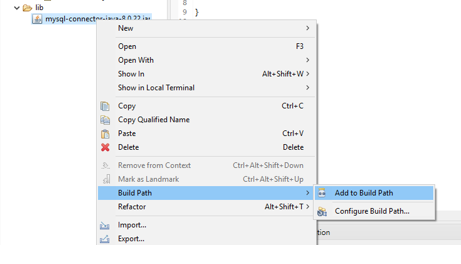 8
9 }
lib
mysql-connector-java-8.0.22.jar
New >
Open F3
Open With >
Show In Alt+Shift+W >
Show in Local Terminal >
Copy Ctrl+C
Copy Qualified Name
Paste Ctrl+V
Delete Delete
Remove from Context Ctrl+Alt+Shift+Down
Mark as Landmark Ctrl+Alt+Shift+Up
Build Path >
Add to Build Path
Refactor Alt+Shift+T >
Configure Build Path...
Import...
tion
Export...